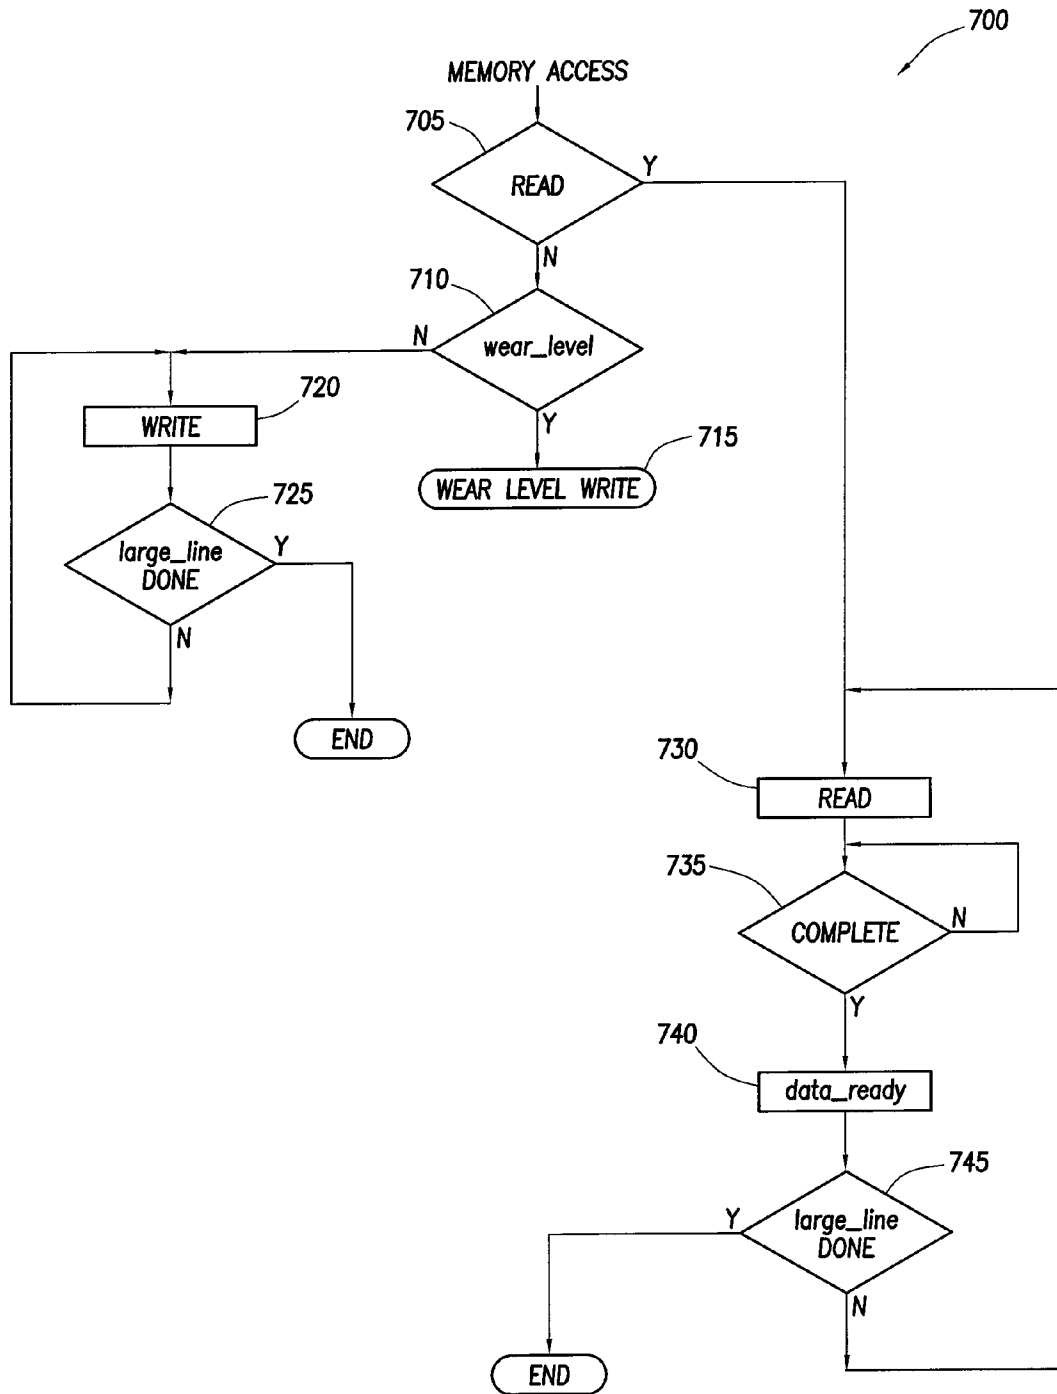 700
MEMORY ACCESS
705
READ
Y
N
710
wear_level
N
Y
720
WRITE
715
WEAR LEVEL WRITE
725
large_line
DONE
Y
N
END
730
READ
735
COMPLETE
N
Y
740
data_ready
745
large_line
DONE
Y
N
END